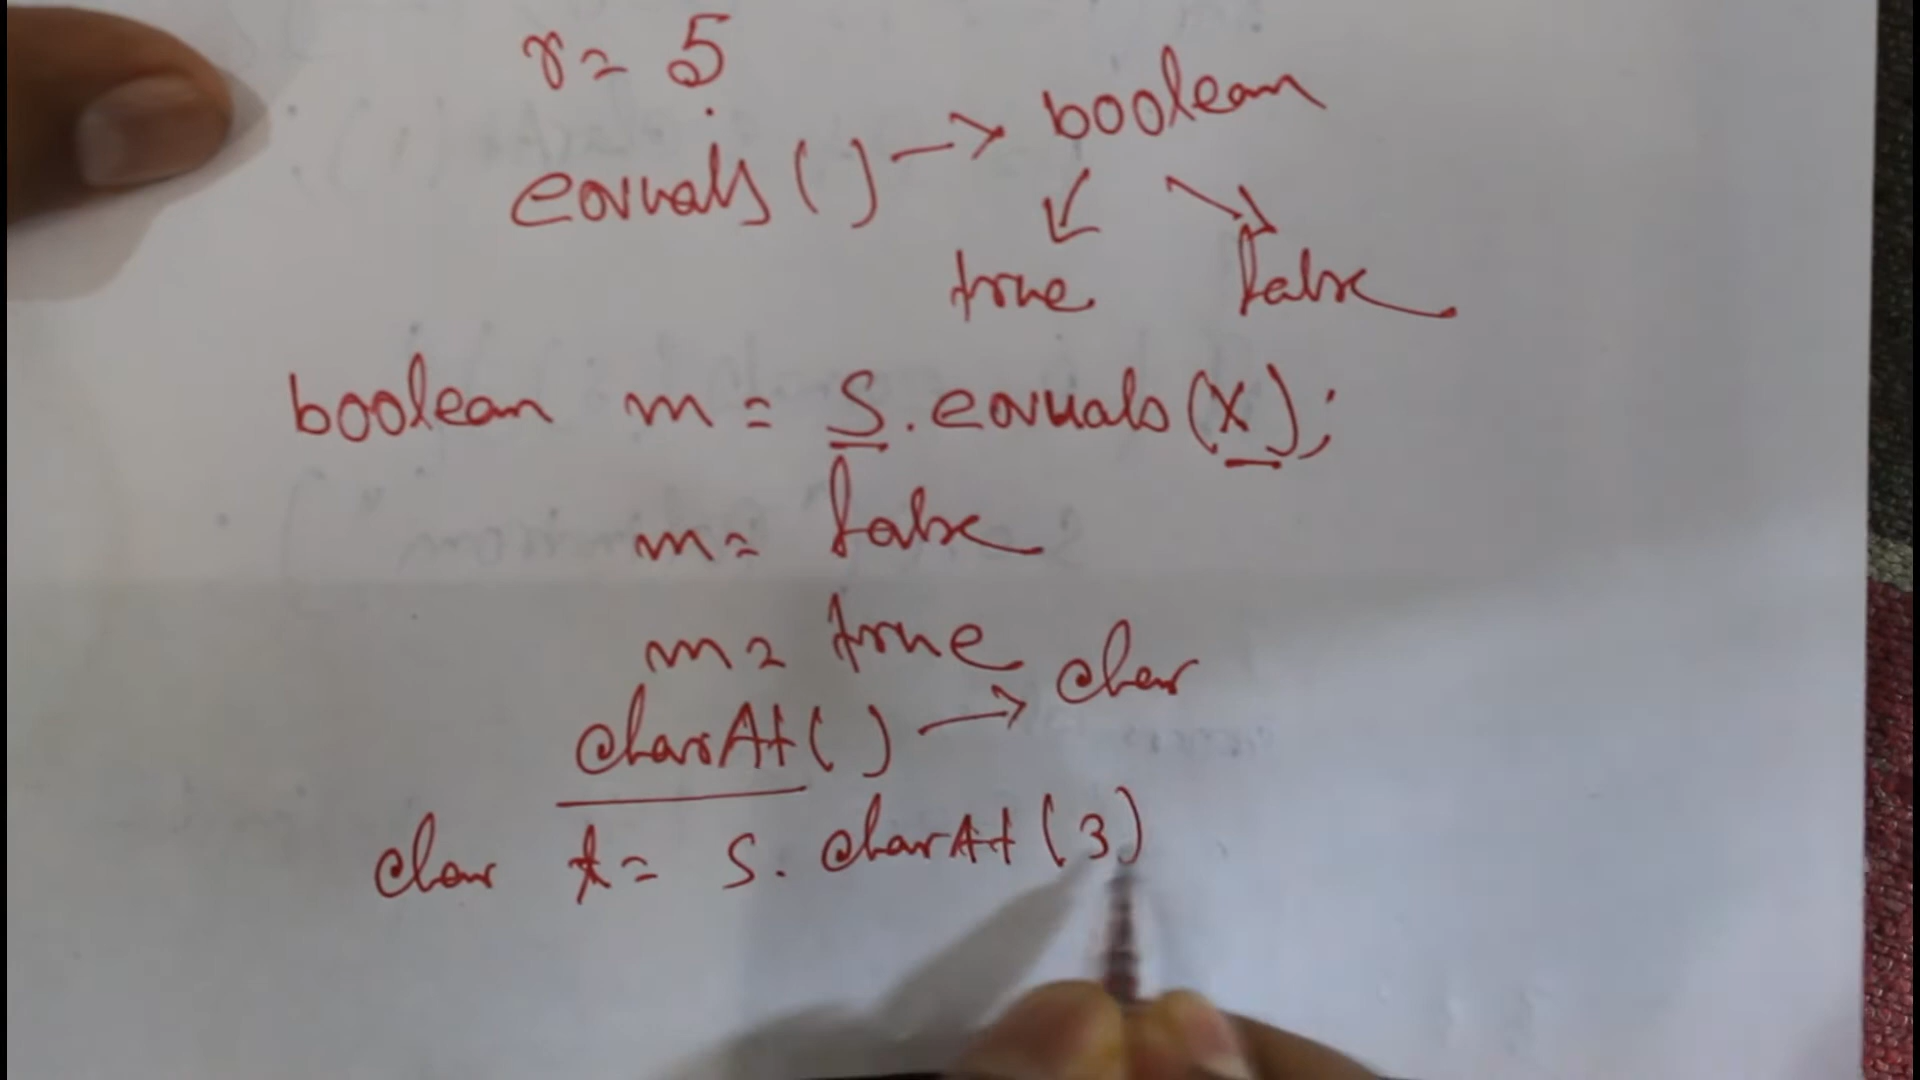 r = 5
equals( ) → boolean
true false
boolean m = S.equals(x);
m = false
m = true
charAt( ) → char
char t = S.charAt(3)